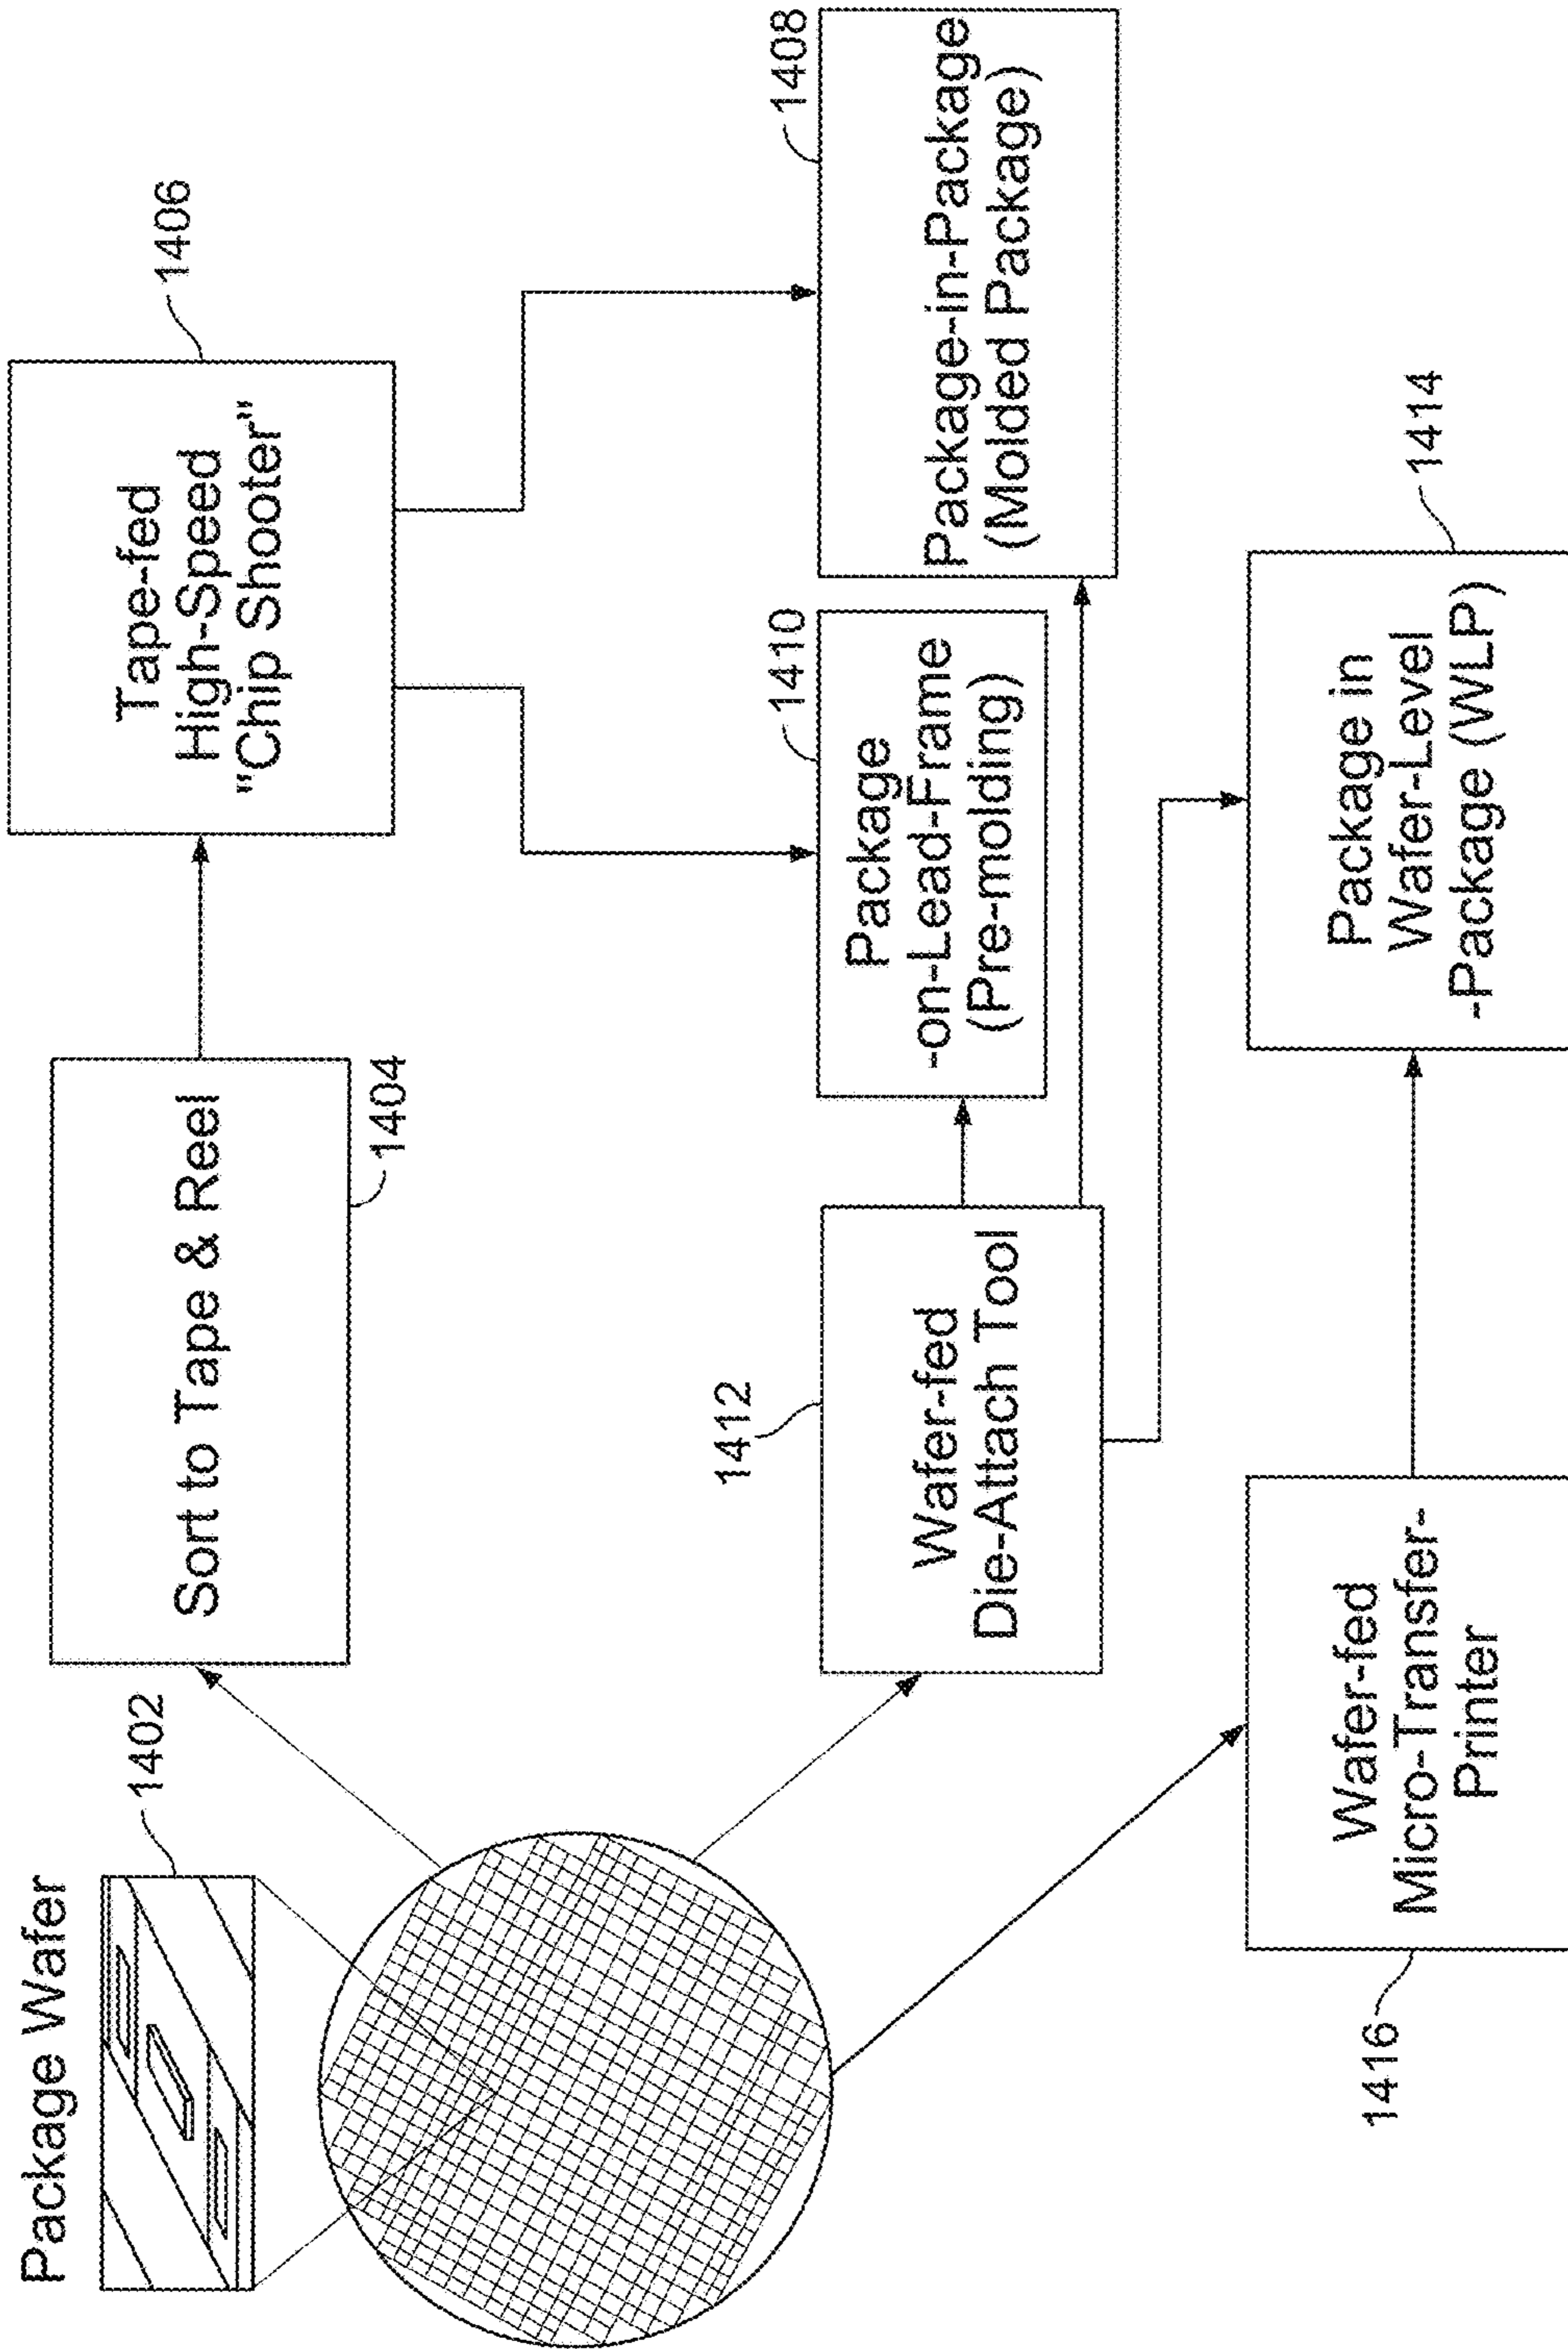 Package Wafer
1402
Sort to Tape & Reel
1404
Tape-fed
High-Speed
"Chip Shooter"
1406
1412
Wafer-fed
Die-Attach Tool
Package
-on-Lead-Frame
(Pre-molding)
1410
Package-in-Package
(Molded Package)
1408
1416
Wafer-fed
Micro-Transfer-
Printer
Package in
Wafer-Level
-Package (WLP)
1414